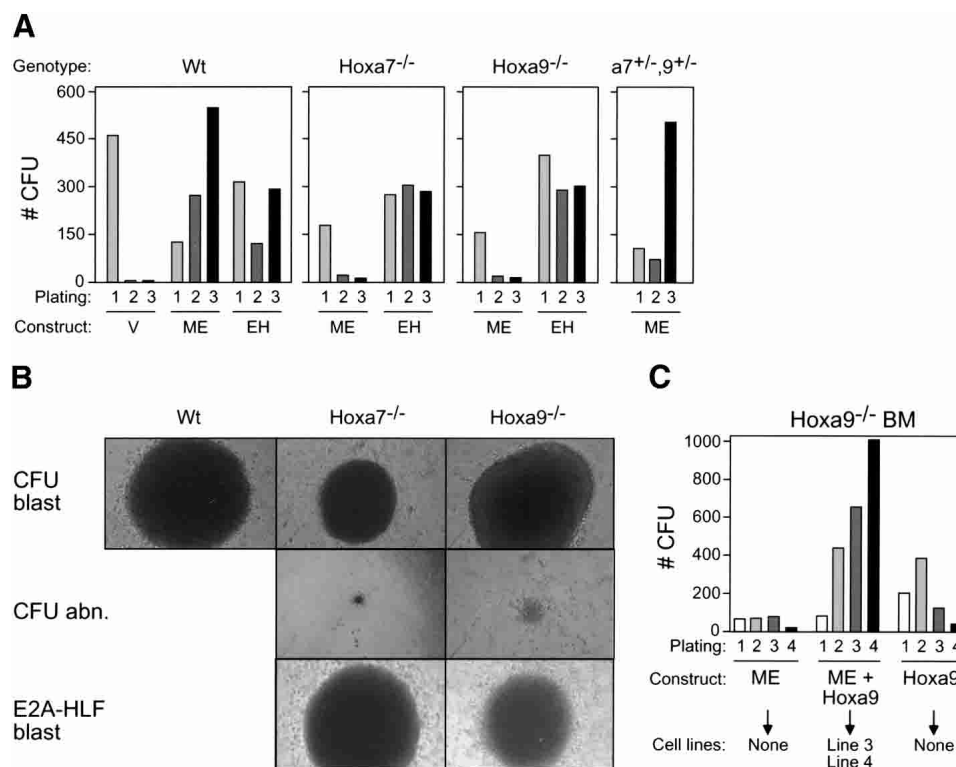 A
Genotype: Wt Hoxa7-/- Hoxa9-/- a7+/-,9+/-
600
450
300
150
0
# CFU
Plating: 1 2 3 1 2 3 1 2 3 1 2 3 1 2 3 1 2 3 1 2 3 1 2 3
Construct: V ME EH ME EH ME EH ME
B
Wt Hoxa7-/- Hoxa9-/-
CFU
blast
CFU abn.
E2A-HLF
blast
C
Hoxa9-/- BM
1000
800
600
400
200
0
# CFU
Plating: 1 2 3 4 1 2 3 4 1 2 3 4
Construct: ME ME + Hoxa9
Hoxa9
Cell lines: None Line 3 None
Line 4